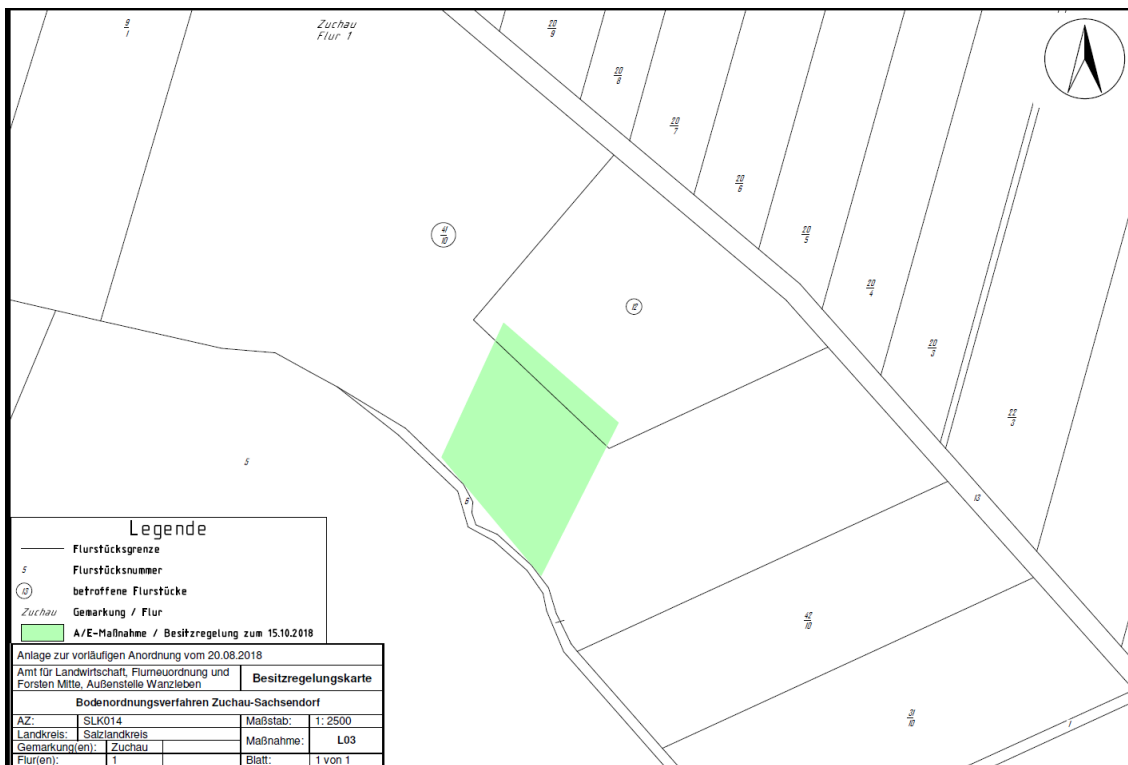 Zuchau
Flur 1
9
1
20
9
20
8
20
7
20
6
20
5
20
4
20
3
22
3
41
10
12
5
6
13
42
10
1
Legende
Flurstücksgrenze
5 Flurstücksnummer
13 betroffene Flurstücke
Zuchau Gemarkung / Flur
A/E-Maßnahme / Besitzregelung zum 15.10.2018
Anlage zur vorläufigen Anordnung vom 20.08.2018
Amt für Landwirtschaft, Flurneuordnung und
Forsten Mitte, Außenstelle Wanzleben
Besitzregelungskarte
Bodenordnungsverfahren Zuchau-Sachsendorf
AZ: SLK014 Maßstab: 1: 2500
Landkreis: Salzlandkreis Maßnahme: L03
Gemarkung(en): Zuchau
Flur(en): 1 Blatt: 1 von 1